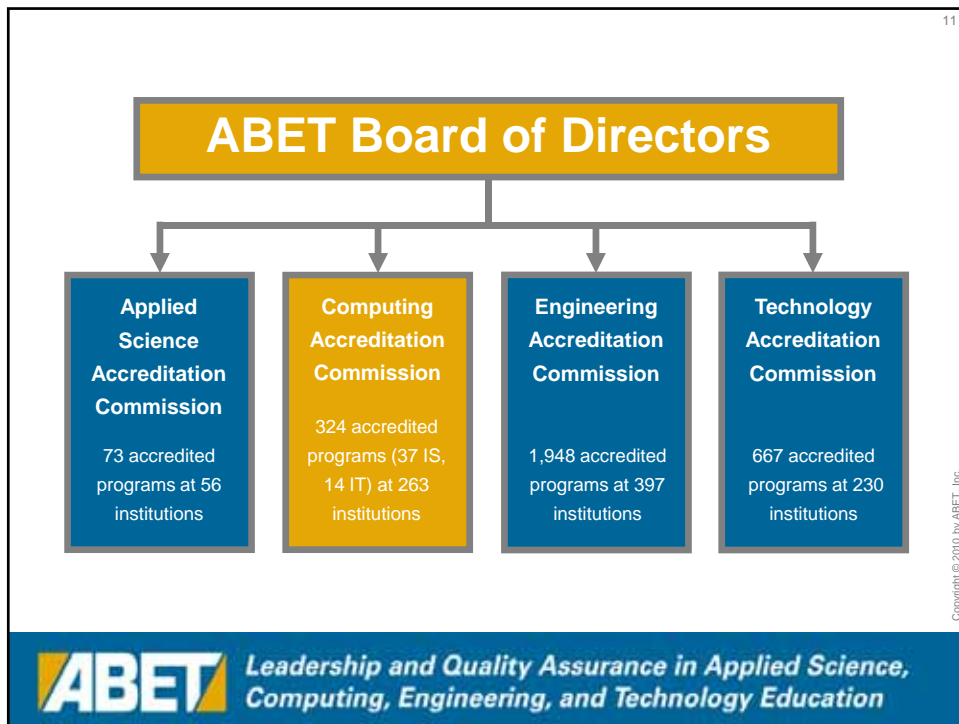 11
ABET Board of Directors
Applied
Science
Accreditation
Commission
73 accredited
programs at 56
institutions
Computing
Accreditation
Commission
324 accredited
programs (37 IS,
14 IT) at 263
institutions
Engineering
Accreditation
Commission
1,948 accredited
programs at 397
institutions
Technology
Accreditation
Commission
667 accredited
programs at 230
institutions
Copyright © 2010 by ABET, Inc.
ABET
Leadership and Quality Assurance in Applied Science,
Computing, Engineering, and Technology Education